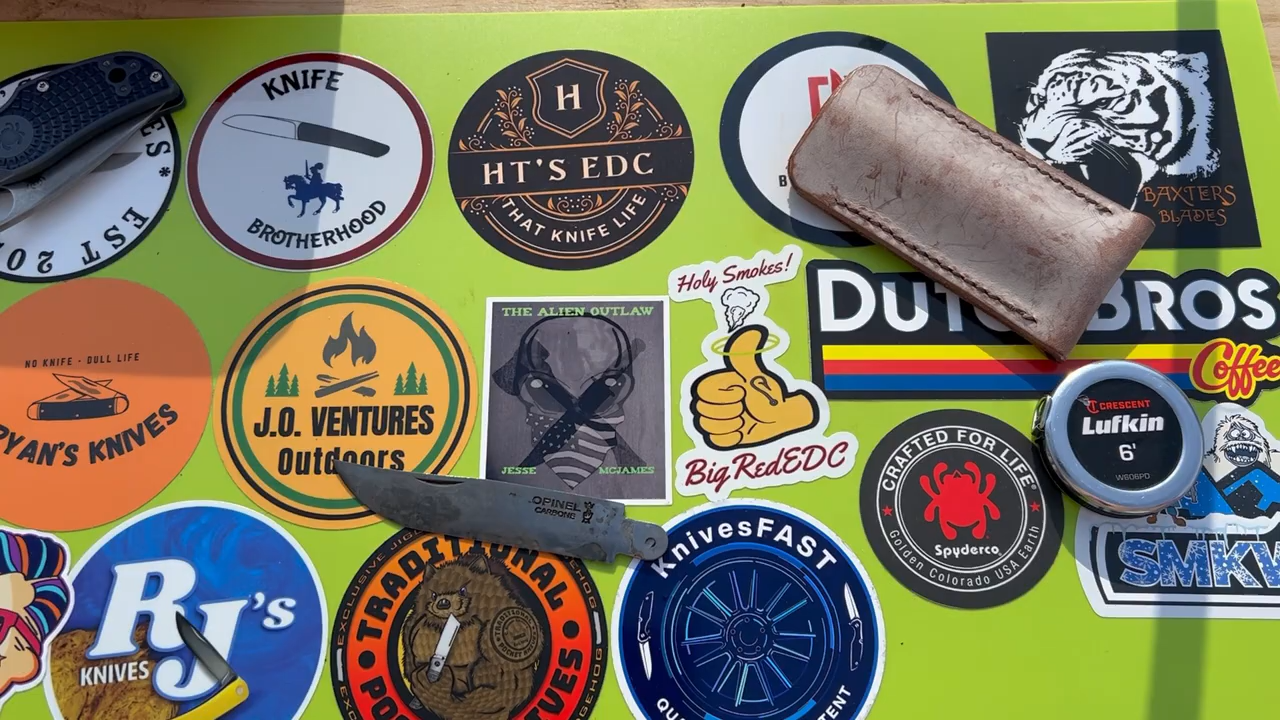 KNIFE
BROTHERHOOD
EST 20
H
HT'S EDC
THAT KNIFE LIFE
BAXTERS
BLADES
NO KNIFE - DULL LIFE
RYAN'S KNIVES
J.O. VENTURES
Outdoors
THE ALIEN OUTLAW
JESSE MCJAMES
Holy Smokes!
BigRedEDC
DUTCH BROS
Coffee
CRESCENT
Lufkin
6'
W606PD
CRAFTED FOR LIFE
Spyderco
Golden Colorado USA Earth
SMKW
OPINEL
CARBONE
RJ's
KNIVES
EXCLUSIVE
TRADITIONAL
KnivesFAST